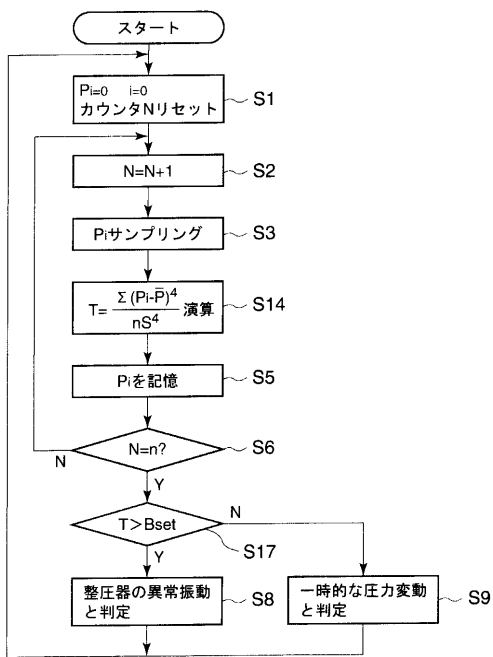 スタート
Pi=0 i=0
カウンタNリセット
S1
N=N+1
S2
Piサンプリング
S3
T=Σ(Pi-P̄)⁴/nS⁴ 演算
S14
Piを記憶
S5
N=n?
S6
N
Y
T>Bset
N
S17
Y
整圧器の異常振動
と判定
S8
一時的な圧力変動
と判定
S9